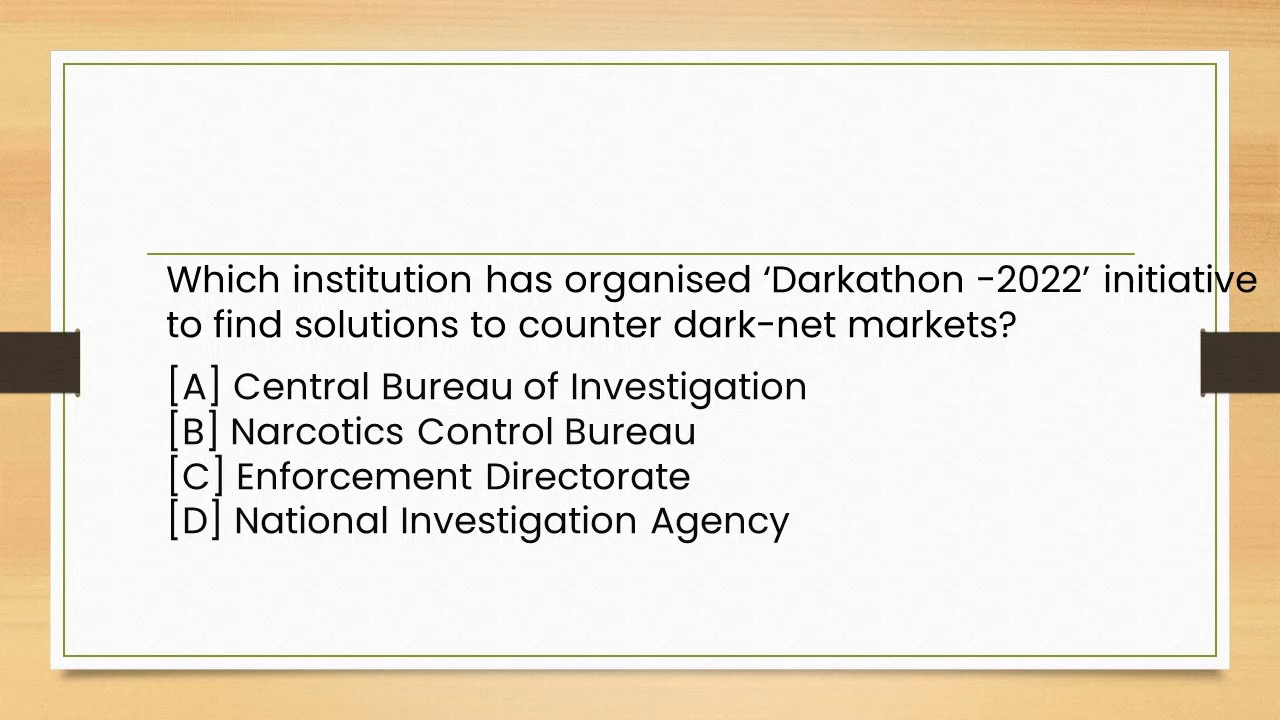 Which institution has organised ‘Darkathon -2022’ initiative
to find solutions to counter dark-net markets?
[A] Central Bureau of Investigation
[B] Narcotics Control Bureau
[C] Enforcement Directorate
[D] National Investigation Agency